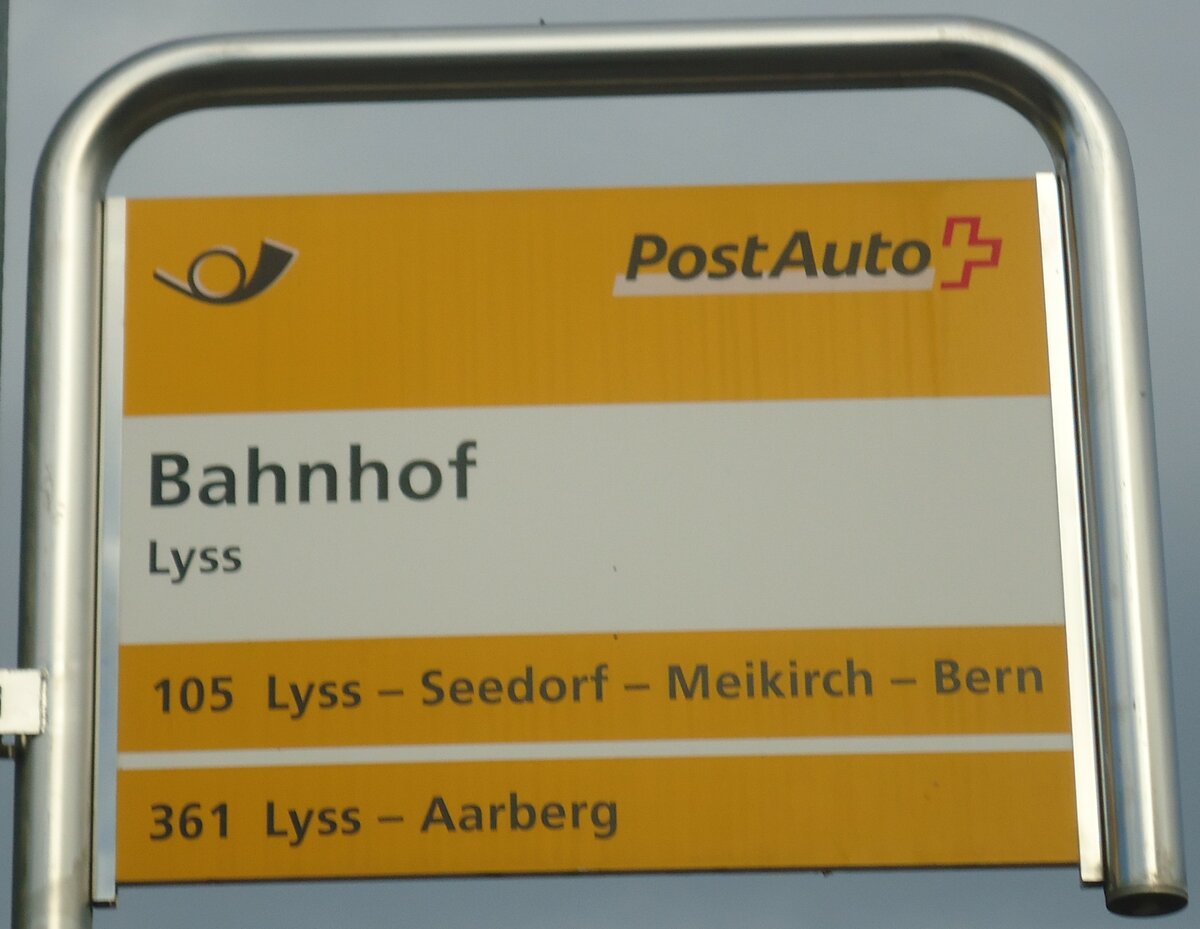 PostAuto
Bahnhof
Lyss
105 Lyss – Seedorf – Meikirch – Bern
361 Lyss – Aarberg